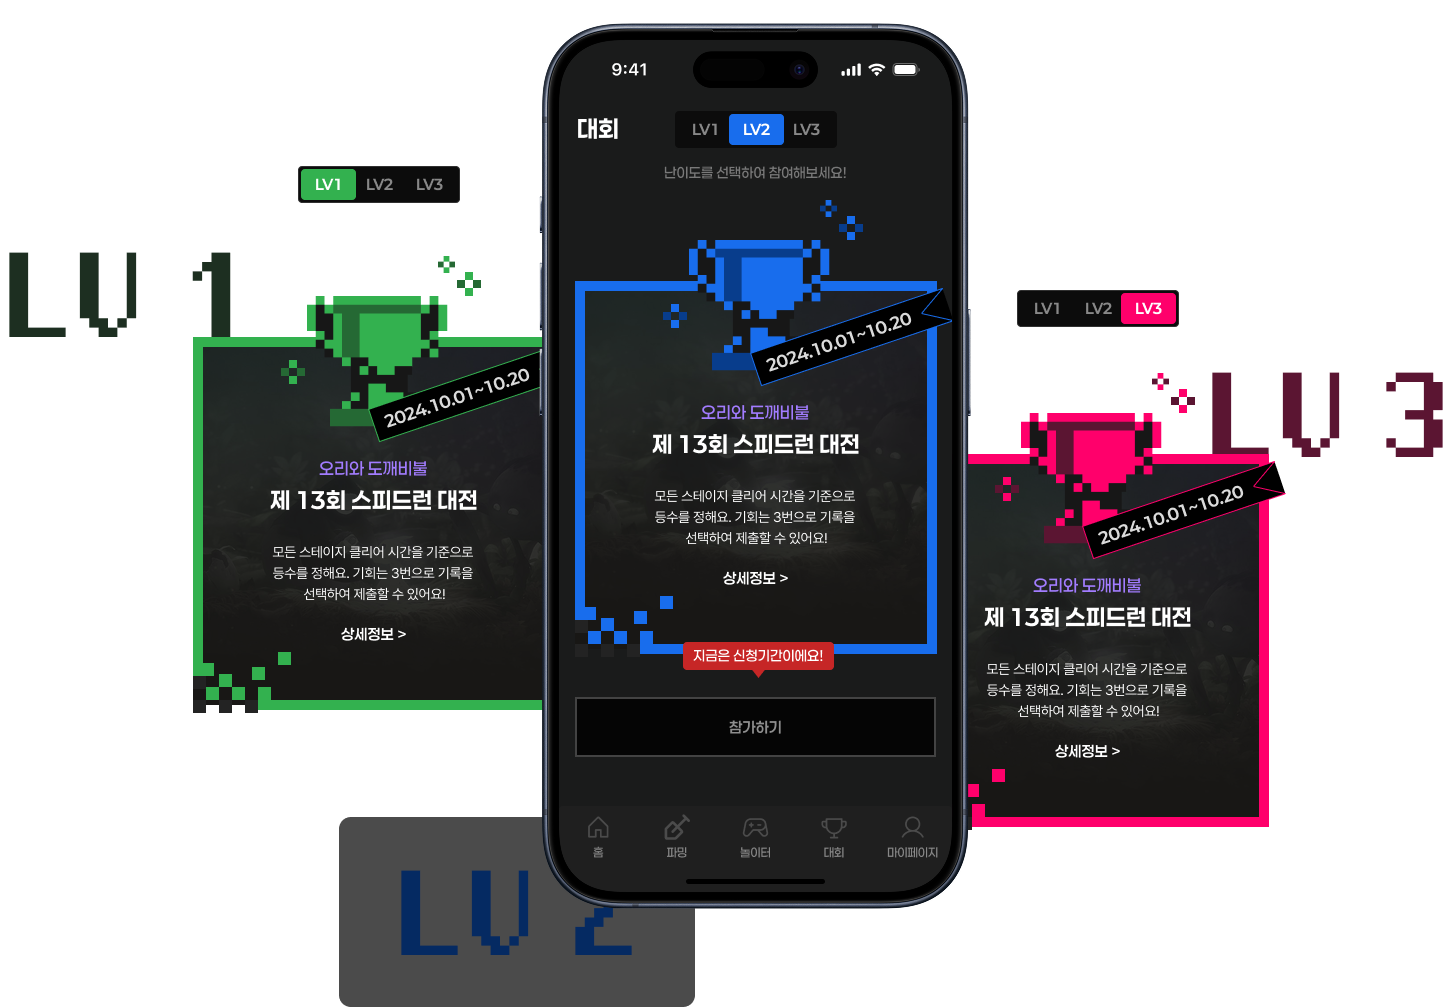 LV 1
LV1 LV2 LV3
2024.10.01~10.20
오리와 도깨비불
제 13회 스피드런 대전
모든 스테이지 클리어 시간을 기준으로
등수를 정해요. 기회는 3번으로 기록을
선택하여 제출할 수 있어요!
상세정보 >
9:41
대회
LV1 LV2 LV3
난이도를 선택하여 참여해보세요!
2024.10.01~10.20
오리와 도깨비불
제 13회 스피드런 대전
모든 스테이지 클리어 시간을 기준으로
등수를 정해요. 기회는 3번으로 기록을
선택하여 제출할 수 있어요!
상세정보 >
지금은 신청기간이에요!
참가하기
홈 파밍 놀이터 대회 마이페이지
LV 2
LV1 LV2 LV3
LV 3
2024.10.01~10.20
오리와 도깨비불
제 13회 스피드런 대전
모든 스테이지 클리어 시간을 기준으로
등수를 정해요. 기회는 3번으로 기록을
선택하여 제출할 수 있어요!
상세정보 >